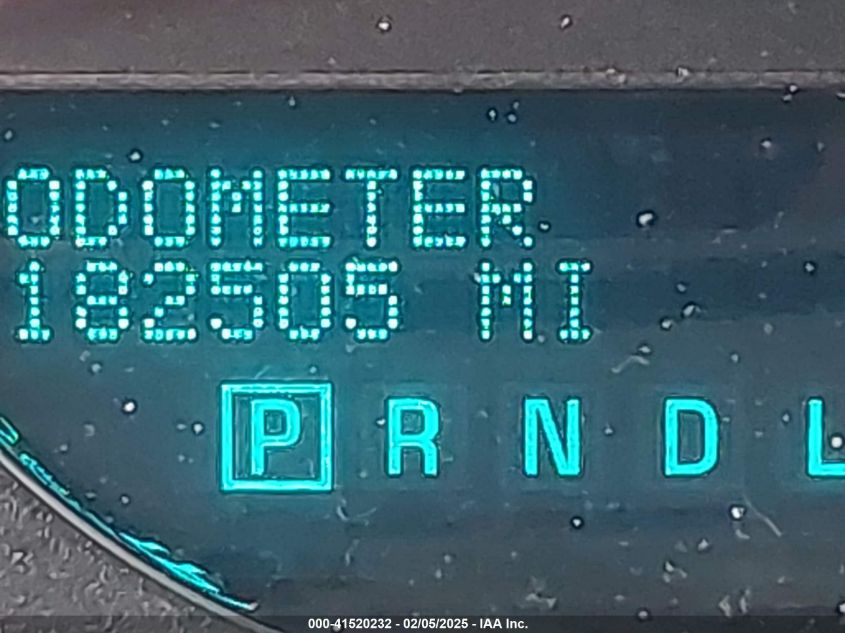 ODOMETER
182505 MI
P R N D L
000-41520232 - 02/05/2025 - IAA Inc.